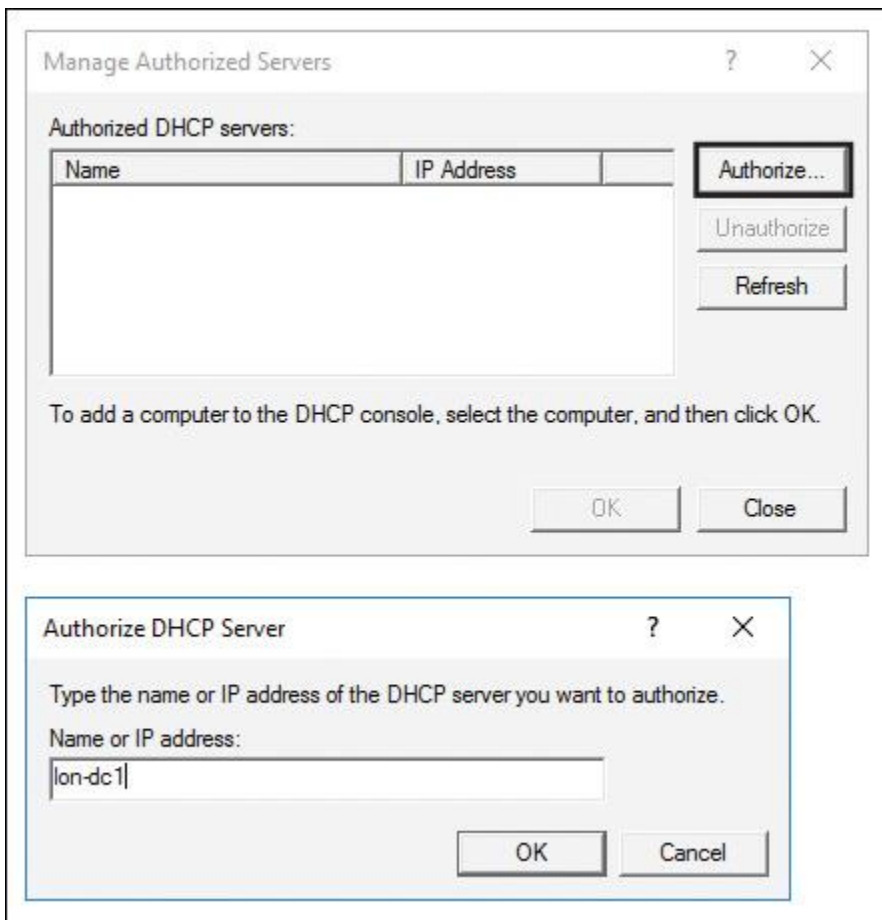 Manage Authorized Servers ?
Authorized DHCP servers:
Name IP Address Authorize...
Unauthorize
Refresh
To add a computer to the DHCP console, select the computer, and then click OK.
OK Close
Authorize DHCP Server ?
Type the name or IP address of the DHCP server you want to authorize.
Name or IP address:
lon-dc1
OK Cancel